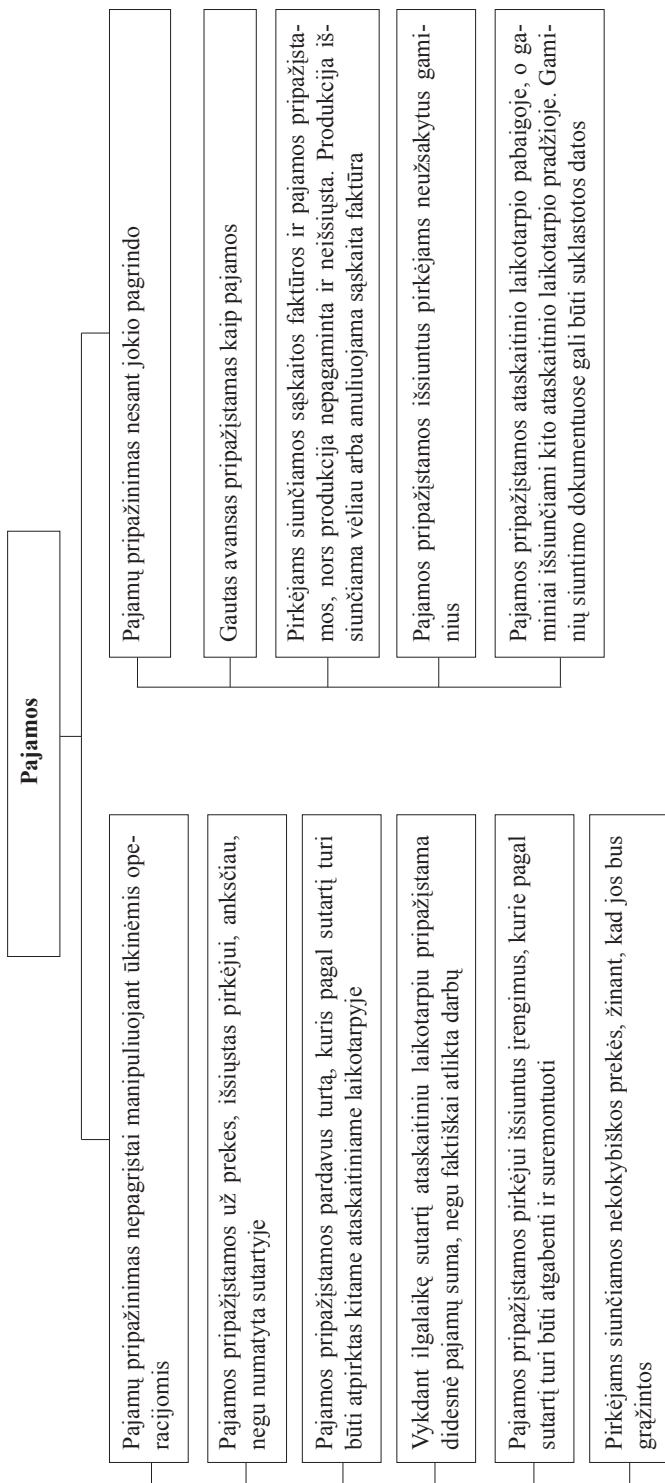 Pajamos
Pajamų pripažinimas nepagrįstai manipuliuojant ūkinėmis ope-
racijomis
Pajamos pripažįstamos už prekes, išsiųstas pirkėjui, anksčiau,
negu numatyta sutartyje
Pajamos pripažįstamos pardavus turtą, kuris pagal sutartį turi
būti atpirktas kitame ataskaitiniame laikotarpyje
Vykdant ilgalaikę sutartį ataskaitiniu laikotarpiu pripažįstama
didesnė pajamų suma, negu faktiškai atlikta darbų
Pajamos pripažįstamos pirkėjui išsiuntus įrengimus, kurie pagal
sutartį turi būti atgabenti ir suremontuoti
Pirkėjams siunčiamos nekokybiškos prekės, žinant, kad jos bus
grąžintos
Pajamų pripažinimas nesant jokio pagrindo
Gautas avansas pripažįstamas kaip pajamos
Pirkėjams siunčiamos sąskaitos faktūros ir pajamos pripažįsta-
mos, nors produkcija nepagaminta ir neišsiųsta. Produkcija iš-
siunčiama vėliau arba anuliuojama sąskaita faktūra
Pajamos pripažįstamos išsiuntus pirkėjams neužsakytus gami-
nius
Pajamos pripažįstamos ataskaitinio laikotarpio pabaigoje, o ga-
miniai išsiunčiami kito ataskaitinio laikotarpio pradžioje. Gami-
nių siuntimo dokumentuose gali būti suklastotos datos